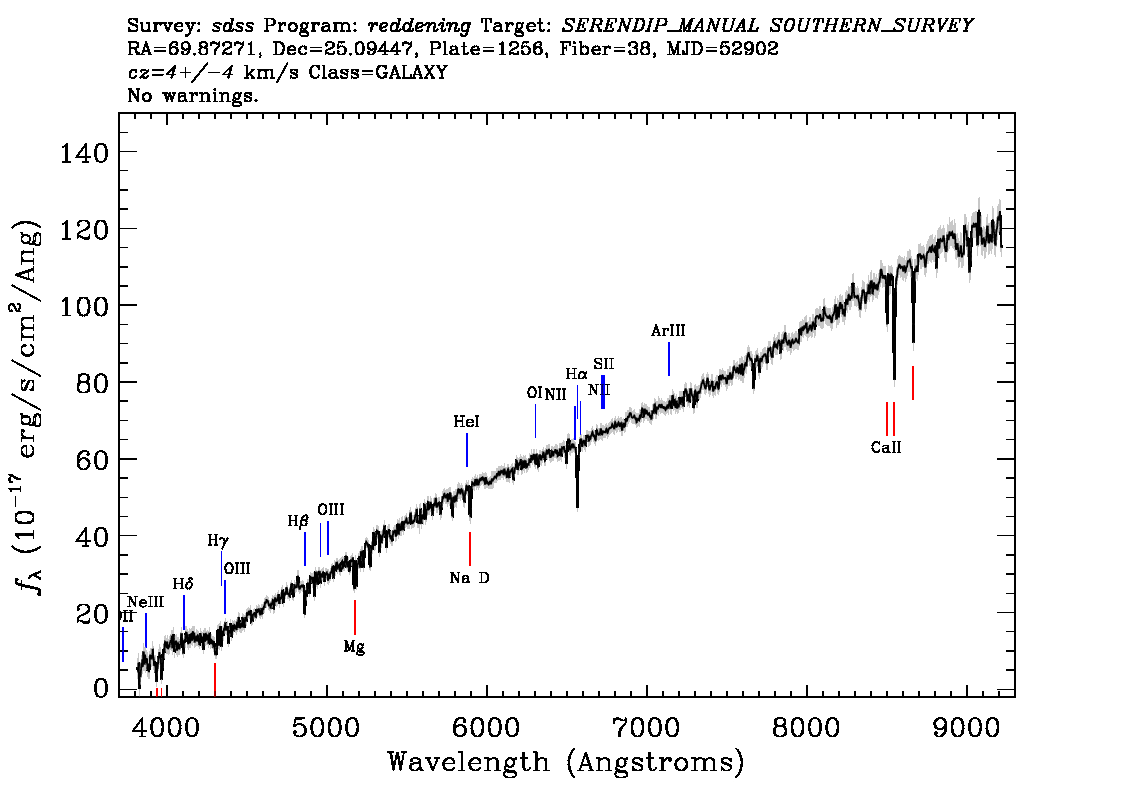 Survey: sdss Program: reddening Target: SERENDIP_MANUAL SOUTHERN_SURVEY
RA=69.87271, Dec=25.09447, Plate=1256, Fiber=38, MJD=52902
cz=4+/-4 km/s Class=GALAXY
No warnings.
140
120
100
80
60
40
20
0
f_λ (10^−17 erg/s/cm^2/Ang)
ArIII
SII
Hα
OI NII
NII
HeI
Hβ OIII
Hγ
OIII
Hδ
NeIII
II
CaII
Na D
Mg
4000 5000 6000 7000 8000 9000
Wavelength (Angstroms)